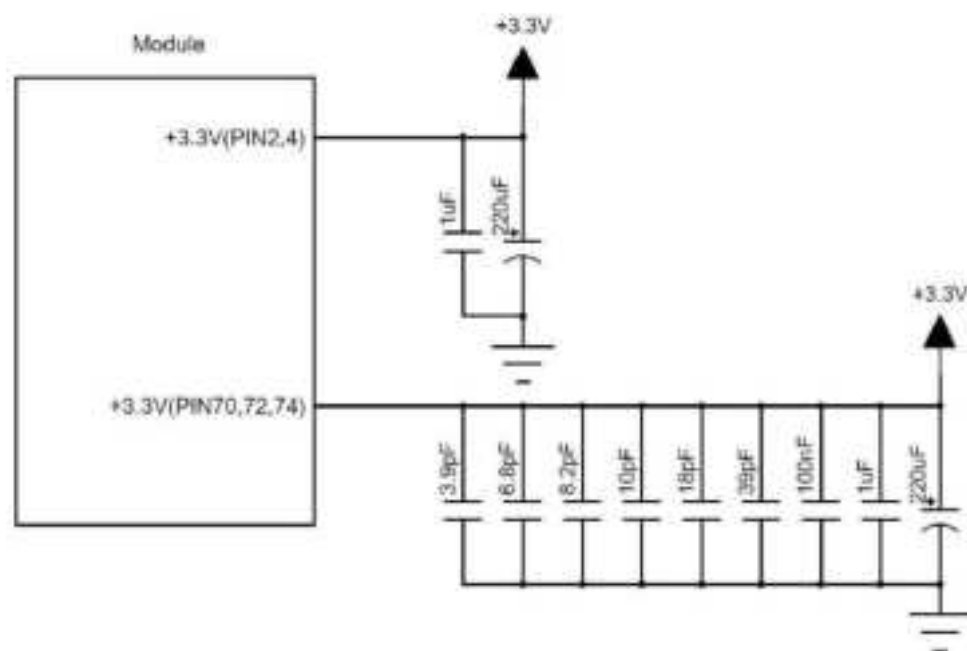 +3.3V
Module
+3.3V(PIN2,4)
1uF
220uF
+3.3V
+3.3V(PIN70,72,74)
3.9pF
6.8pF
8.2pF
10pF
18pF
39pF
100nF
1uF
220uF